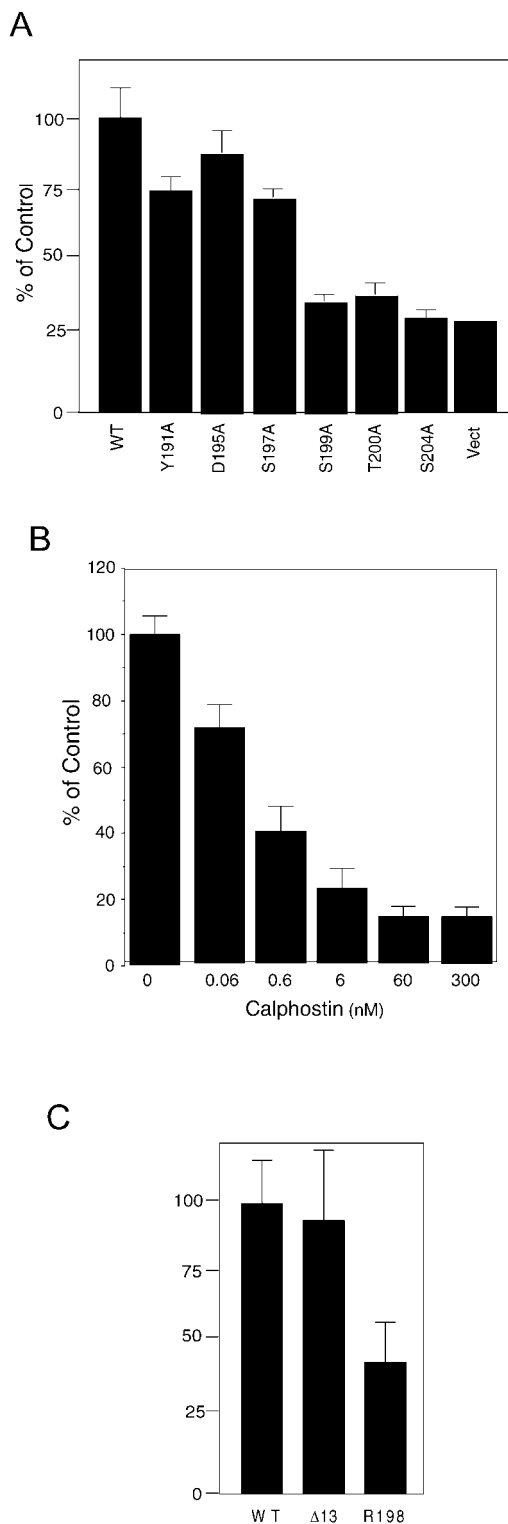 A
100
75
50
25
0
% of Control
WT
Y191A
D195A
S197A
S199A
T200A
S204A
Vect
B
120
100
80
60
40
20
0
% of Control
0 0.06 0.6 6 60 300
Calphostin (nM)
C
100
75
50
25
0
WT Δ13 R198